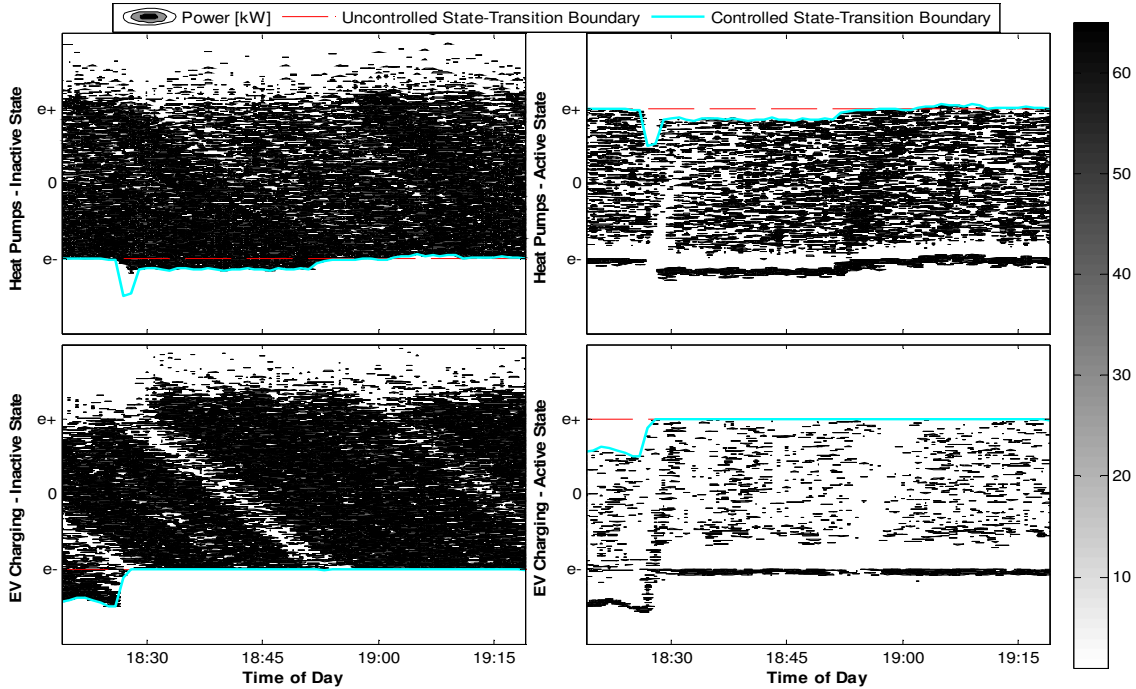 Power [kW] Uncontrolled State-Transition Boundary Controlled State-Transition Boundary
Heat Pumps - Inactive State
e+
0
e-
Heat Pumps - Active State
e+
0
e-
60
50
40
30
20
10
EV Charging - Inactive State
e+
0
e-
18:30 18:45 19:00 19:15
Time of Day
EV Charging - Active State
e+
0
e-
18:30 18:45 19:00 19:15
Time of Day